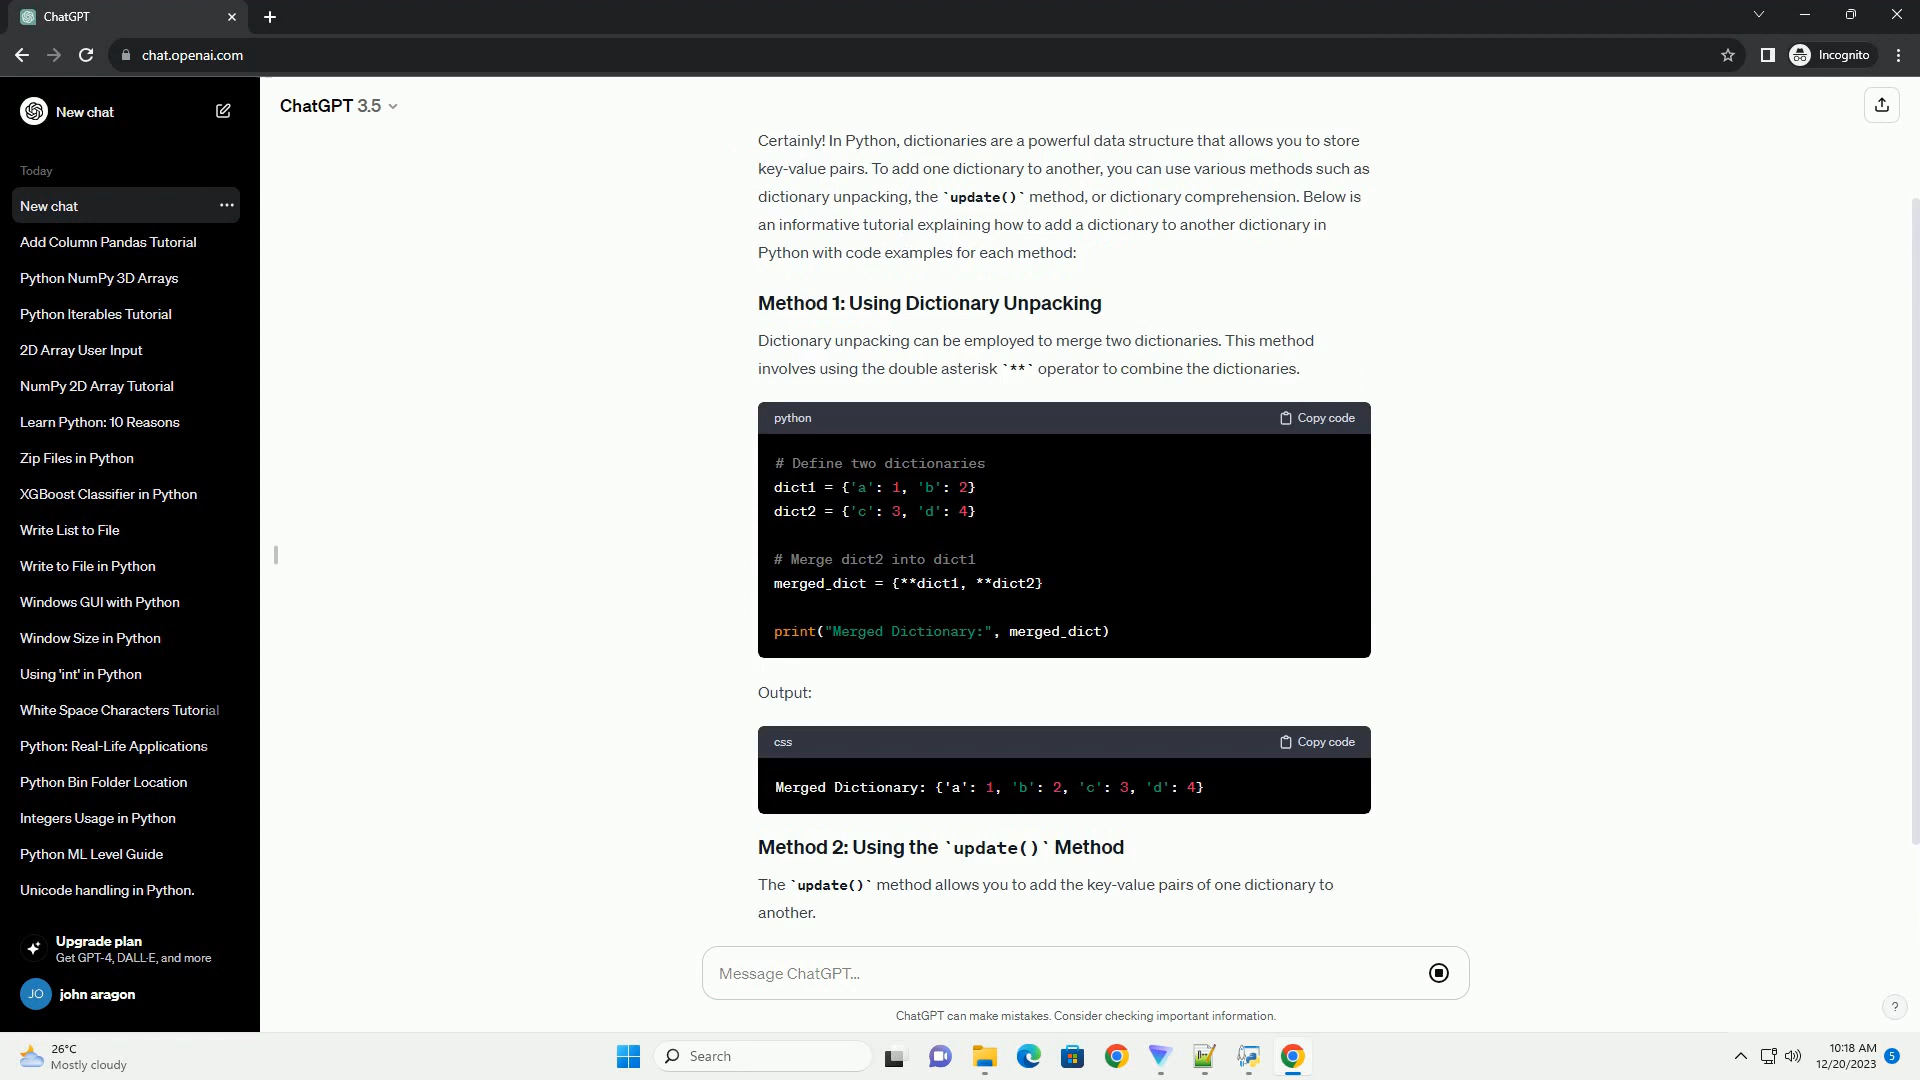 ChatGPT
chat.openai.com
Incognito
New chat
Today
New chat
Add Column Pandas Tutorial
Python NumPy 3D Arrays
Python Iterables Tutorial
2D Array User Input
NumPy 2D Array Tutorial
Learn Python: 10 Reasons
Zip Files in Python
XGBoost Classifier in Python
Write List to File
Write to File in Python
Windows GUI with Python
Window Size in Python
Using 'int' in Python
White Space Characters Tutorial
Python: Real-Life Applications
Python Bin Folder Location
Integers Usage in Python
Python ML Level Guide
Unicode handling in Python.
Upgrade plan
Get GPT-4, DALL·E, and more
JO john aragon
ChatGPT 3.5
Certainly! In Python, dictionaries are a powerful data structure that allows you to store
key-value pairs. To add one dictionary to another, you can use various methods such as
dictionary unpacking, the `update()` method, or dictionary comprehension. Below is
an informative tutorial explaining how to add a dictionary to another dictionary in
Python with code examples for each method:
Method 1: Using Dictionary Unpacking
Dictionary unpacking can be employed to merge two dictionaries. This method
involves using the double asterisk `**` operator to combine the dictionaries.
python Copy code
# Define two dictionaries
dict1 = {'a': 1, 'b': 2}
dict2 = {'c': 3, 'd': 4}
# Merge dict2 into dict1
merged_dict = {**dict1, **dict2}
print("Merged Dictionary:", merged_dict)
Output:
css Copy code
Merged Dictionary: {'a': 1, 'b': 2, 'c': 3, 'd': 4}
Method 2: Using the `update()` Method
The `update()` method allows you to add the key-value pairs of one dictionary to
another.
Message ChatGPT...
ChatGPT can make mistakes. Consider checking important information.
?
26°C
Mostly cloudy
Search
10:18 AM
12/20/2023
5